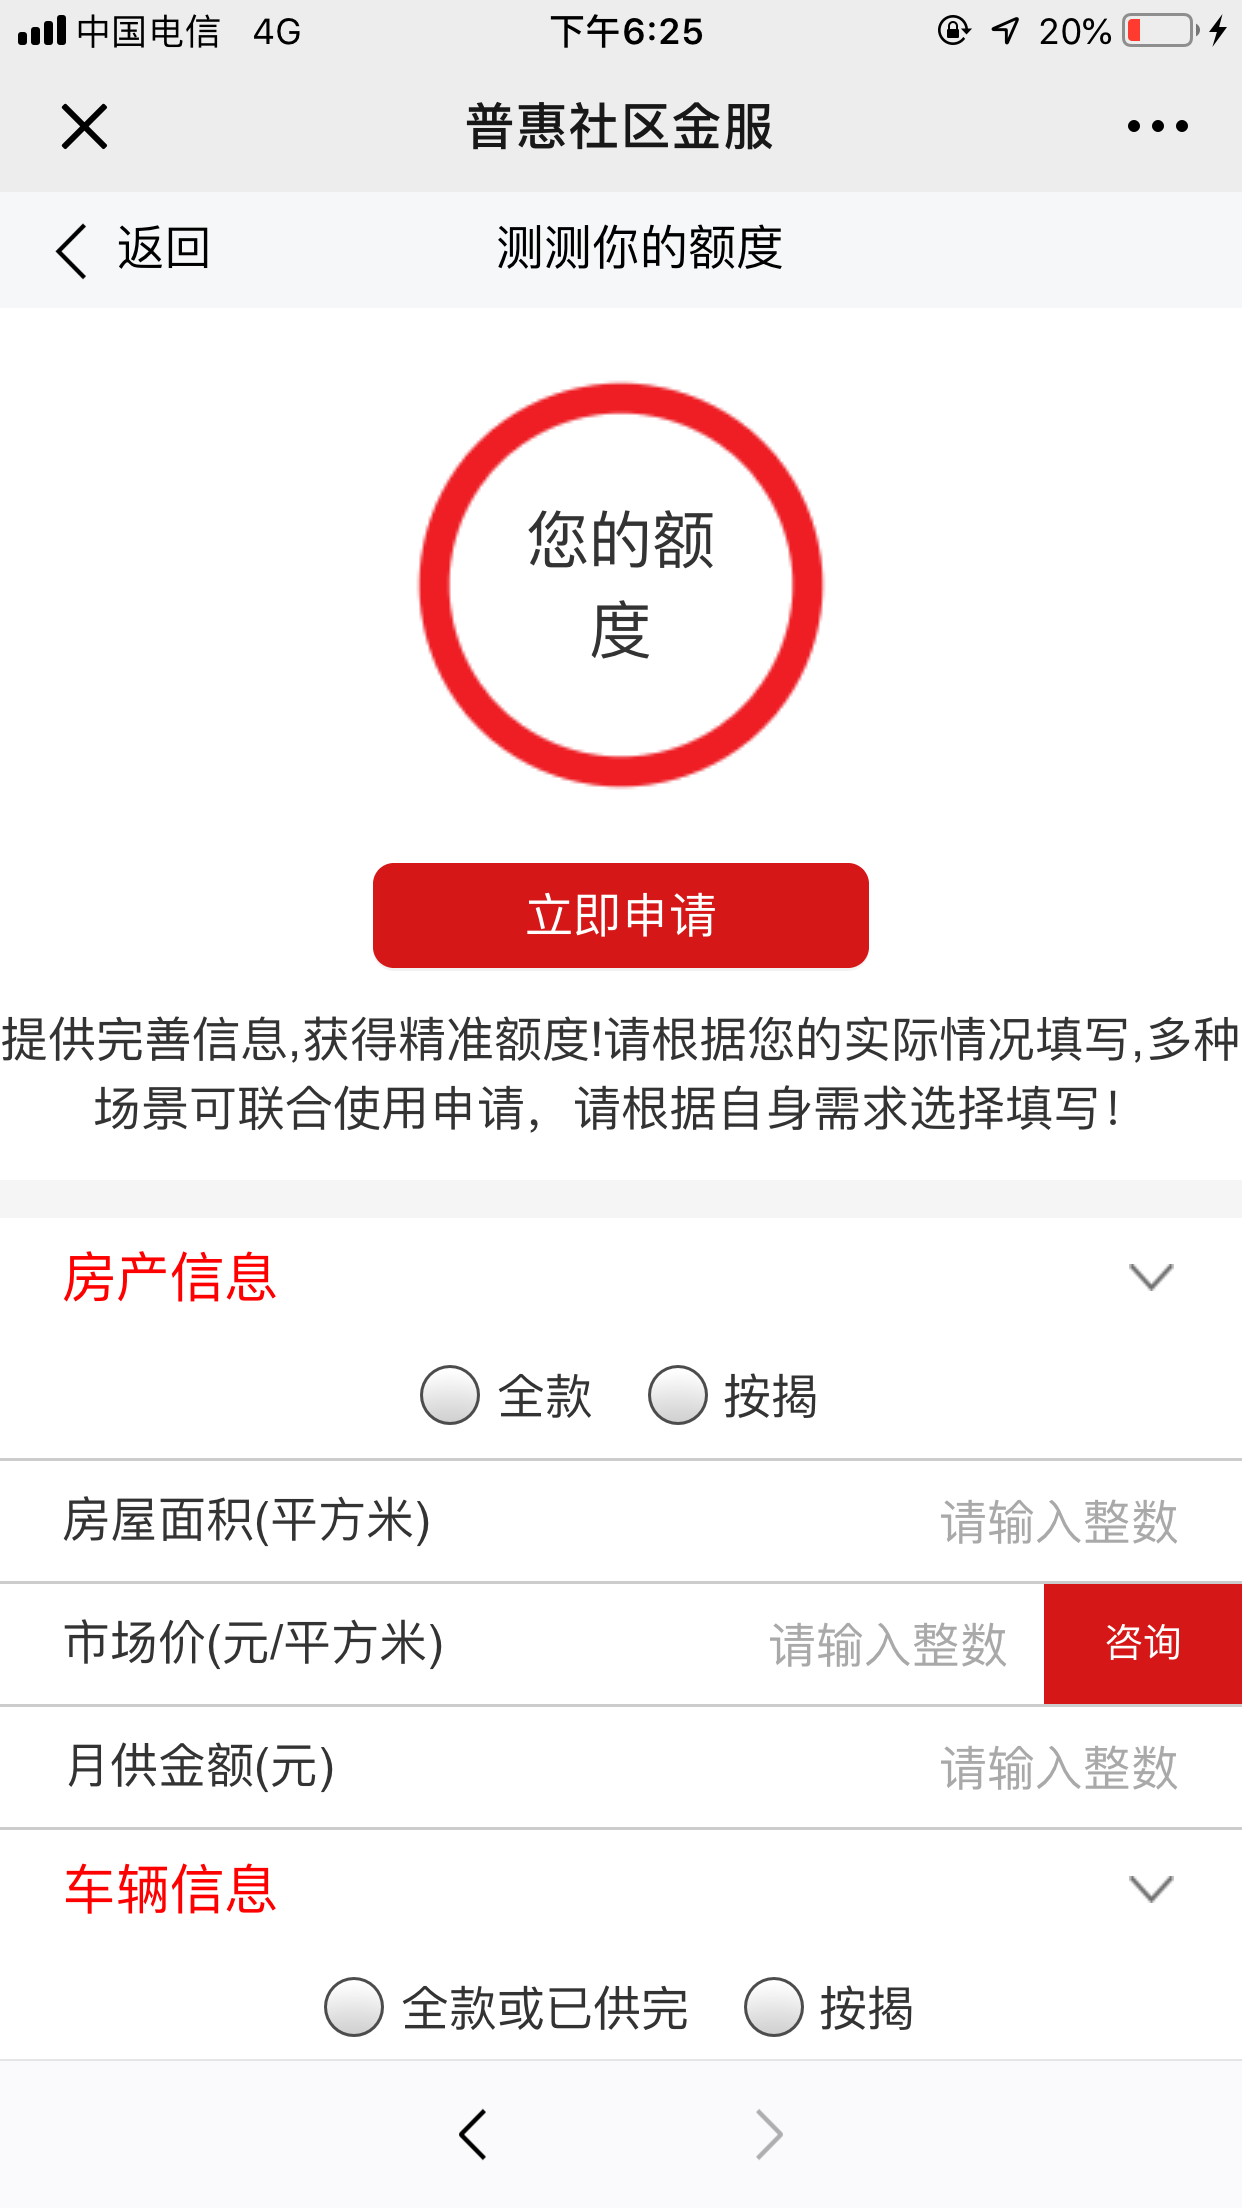 中国电信 4G 下午6:25 20%
普惠社区金服
返回 测测你的额度
您的额
度
立即申请
提供完善信息,获得精准额度!请根据您的实际情况填写,多种
场景可联合使用申请，请根据自身需求选择填写！
房产信息
全款 按揭
房屋面积(平方米) 请输入整数
市场价(元/平方米) 请输入整数 咨询
月供金额(元) 请输入整数
车辆信息
全款或已供完 按揭